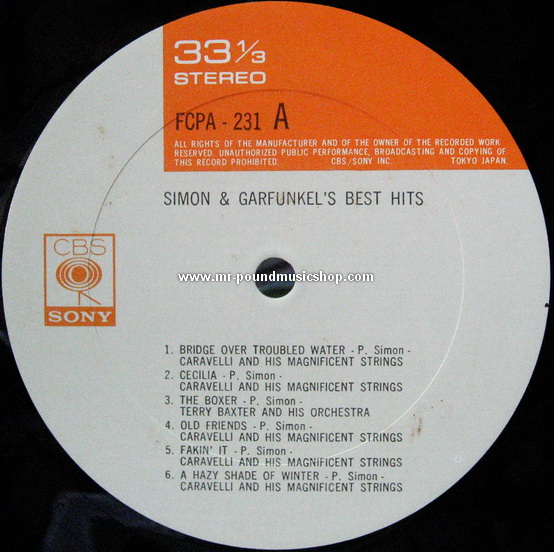 33 1/3
STEREO
FCPA - 231 A
ALL RIGHTS OF THE MANUFACTURER AND OF THE OWNER OF THE RECORDED WORK
RESERVED. UNAUTHORIZED PUBLIC PERFORMANCE, BROADCASTING AND COPYING OF
THIS RECORD PROHIBITED. CBS/SONY INC. TOKYO JAPAN.
SIMON & GARFUNKEL'S BEST HITS
CBS
SONY
www.mr-poundmusicshop.com
1. BRIDGE OVER TROUBLED WATER - P. Simon -
CARAVELLI AND HIS MAGNIFICENT STRINGS
2. CECILIA - P. Simon -
CARAVELLI AND HIS MAGNIFICENT STRINGS
3. THE BOXER - P. Simon -
TERRY BAXTER AND HIS ORCHESTRA
4. OLD FRIENDS - P. Simon -
CARAVELLI AND HIS MAGNIFICENT STRINGS
5. FAKIN' IT - P. Simon -
CARAVELLI AND HIS MAGNIFICENT STRINGS
6. A HAZY SHADE OF WINTER - P. Simon -
CARAVELLI AND HIS MAGNIFICENT STRINGS